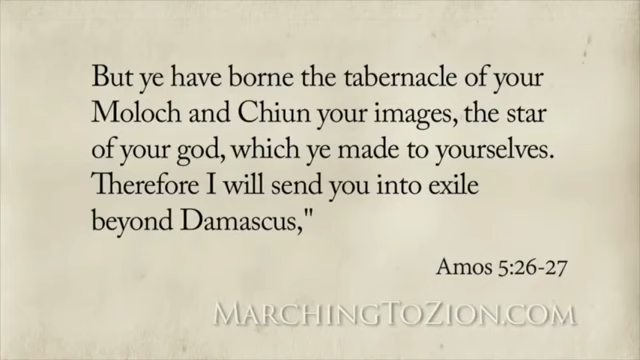 But ye have borne the tabernacle of your
Moloch and Chiun your images, the star
of your god, which ye made to yourselves.
Therefore I will send you into exile
beyond Damascus,"
Amos 5:26-27
MARCHINGTOZION.COM